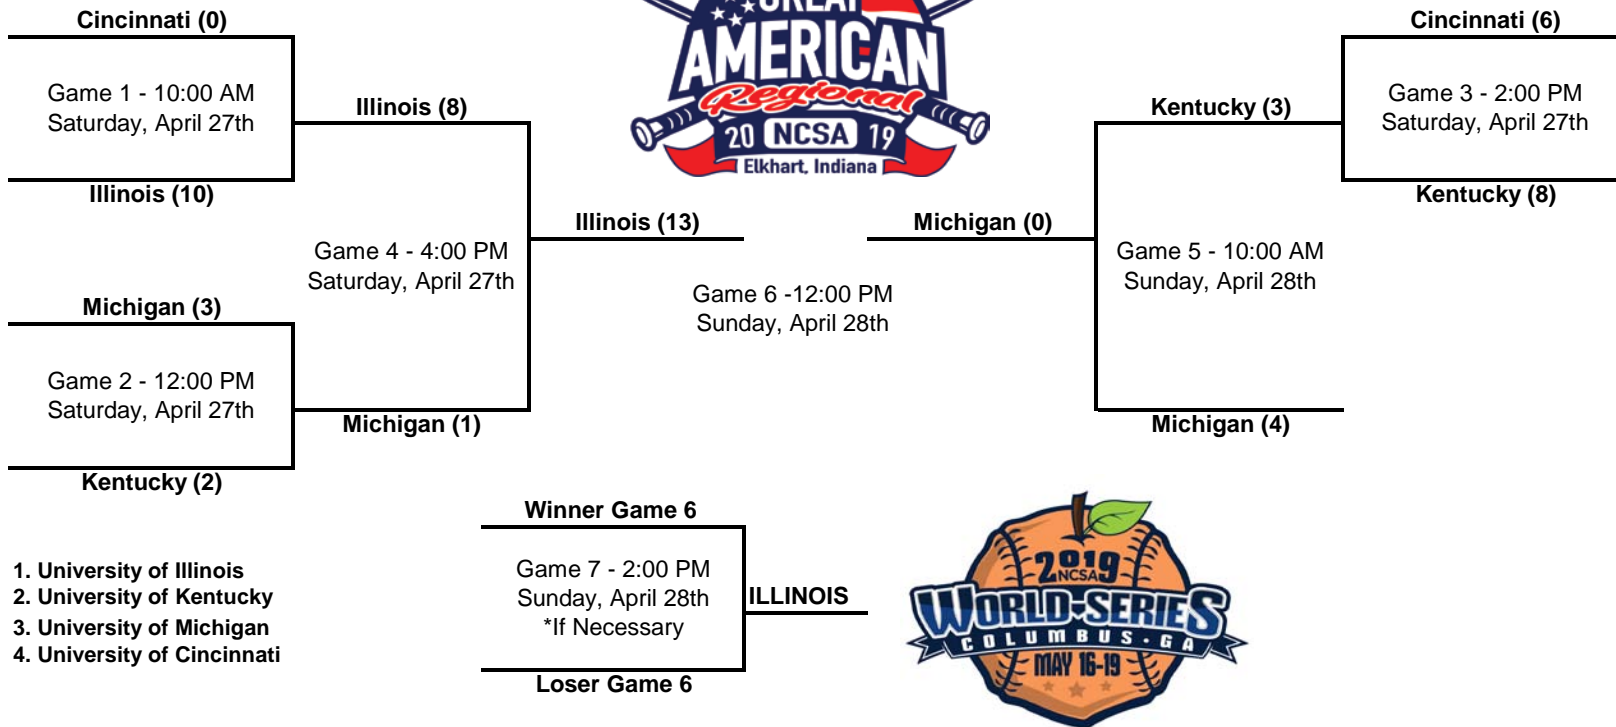 Cincinnati (0)
Game 1 - 10:00 AM
Saturday, April 27th
Illinois (10)
Illinois (8)
Game 4 - 4:00 PM
Saturday, April 27th
Michigan (3)
Game 2 - 12:00 PM
Saturday, April 27th
Michigan (1)
Kentucky (2)
GREAT
AMERICAN
Regional
20 NCSA 19
Elkhart, Indiana
Illinois (13)
Michigan (0)
Game 6 -12:00 PM
Sunday, April 28th
Cincinnati (6)
Game 3 - 2:00 PM
Saturday, April 27th
Kentucky (8)
Kentucky (3)
Game 5 - 10:00 AM
Sunday, April 28th
Michigan (4)
Winner Game 6
Game 7 - 2:00 PM
Sunday, April 28th
*If Necessary
ILLINOIS
Loser Game 6
1. University of Illinois
2. University of Kentucky
3. University of Michigan
4. University of Cincinnati
2019
NCSA
WORLD SERIES
COLUMBUS · GA
MAY 16-19